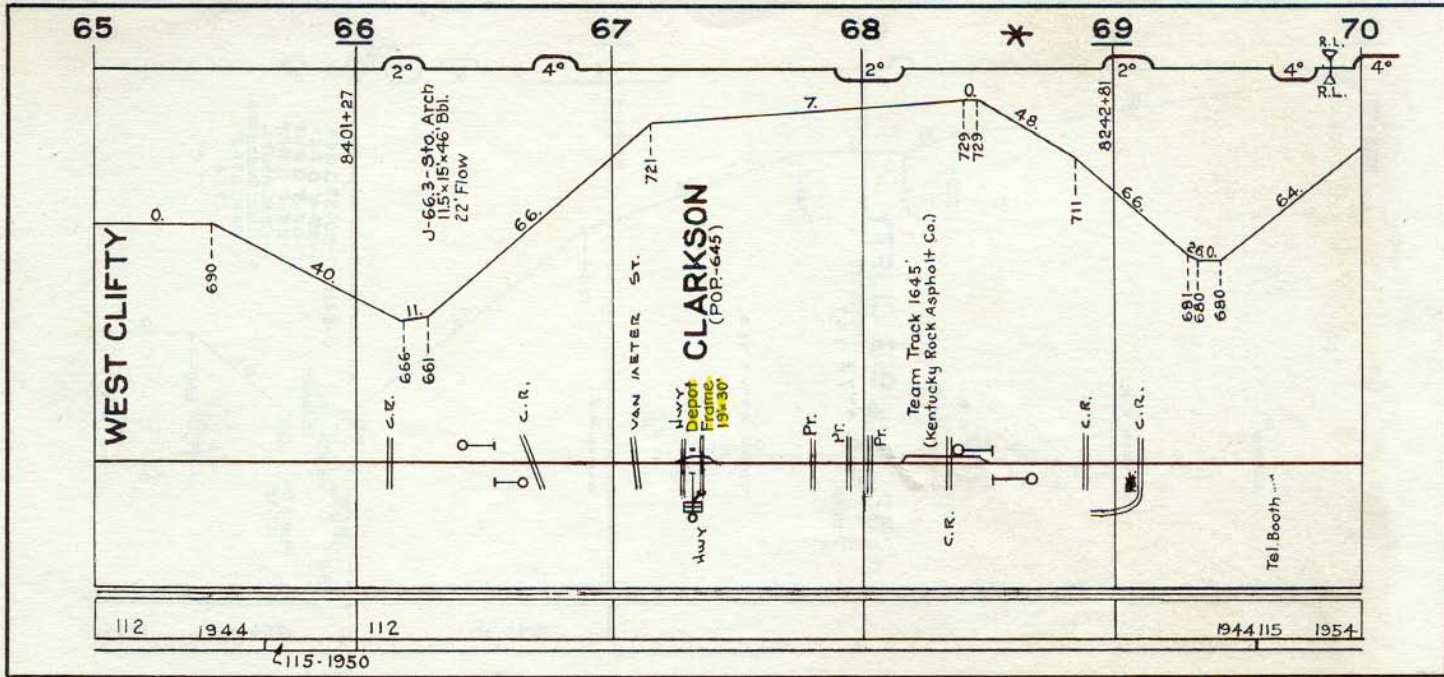 65 66 67 68 69 70
2° 4° 2° 2° 4° 4°
R.L.
R.L.
8401+27
J-66.3-Sto. Arch
11.5'x15'x46' Bbl.
22' Flow
8242+81
0. 40. 11. 66. 7. 0. 48. 66. 26. 0. 64.
690
666
661
721
729
729
711
681
680
680
WEST CLIFTY
CLARKSON
(POP.-645)
VAN METER ST.
HWY
Depot
Frame
19'x30'
HWY
C.R.
C.R.
Pr.
Pr.
Pr.
Team Track 1645'
(Kentucky Rock Asphalt Co.)
C.R.
C.R.
C.R.
Tel. Booth
112 1944 112 1944 115 1954
115-1950